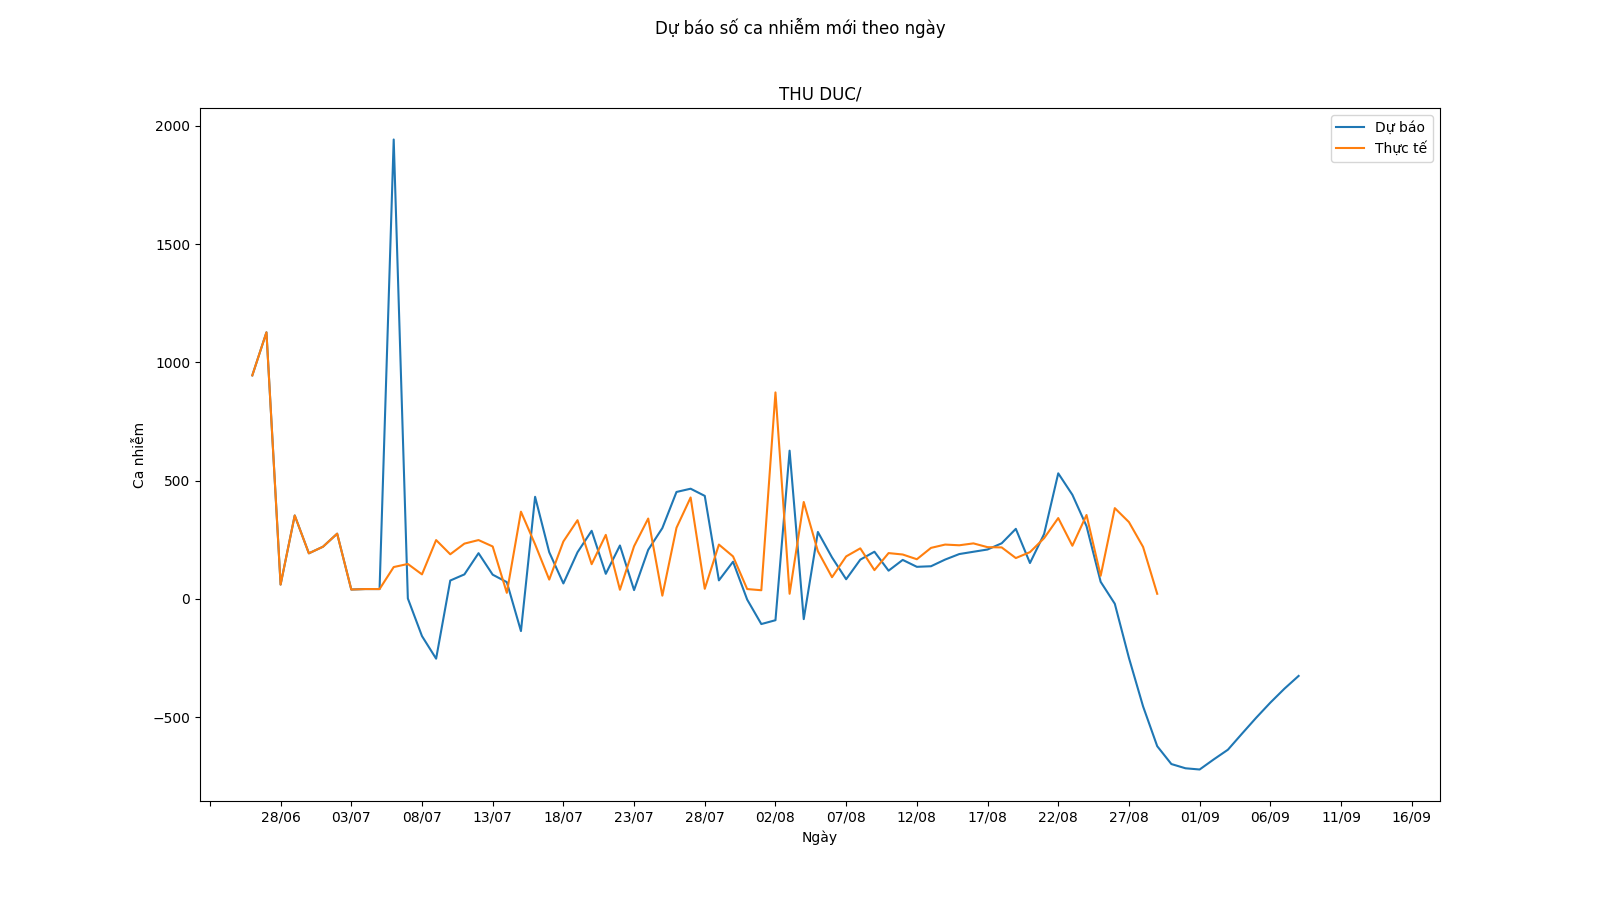 Dự báo số ca nhiễm mới theo ngày
THU DUC/
Dự báo
Thực tế
2000
1500
1000
500
0
−500
Ca nhiễm
28/06 03/07 08/07 13/07 18/07 23/07 28/07 02/08 07/08 12/08 17/08 22/08 27/08 01/09 06/09 11/09 16/09
Ngày